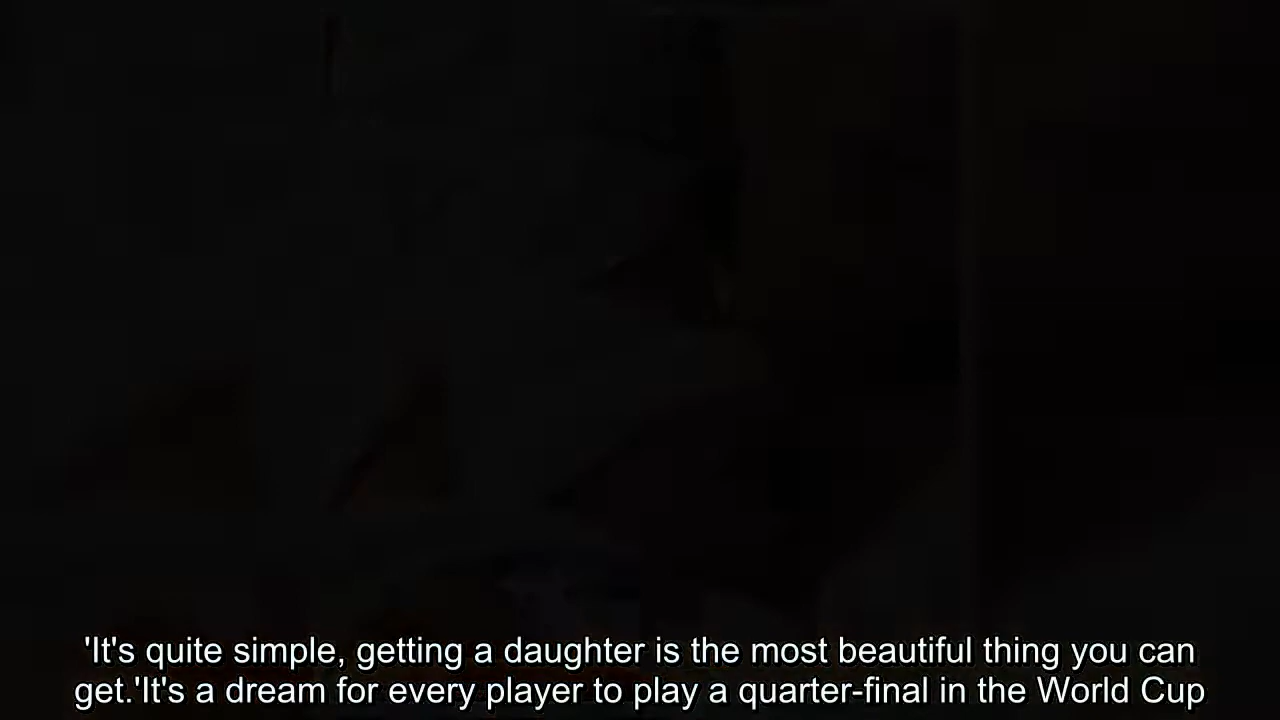 'It's quite simple, getting a daughter is the most beautiful thing you can
get.'It's a dream for every player to play a quarter-final in the World Cup